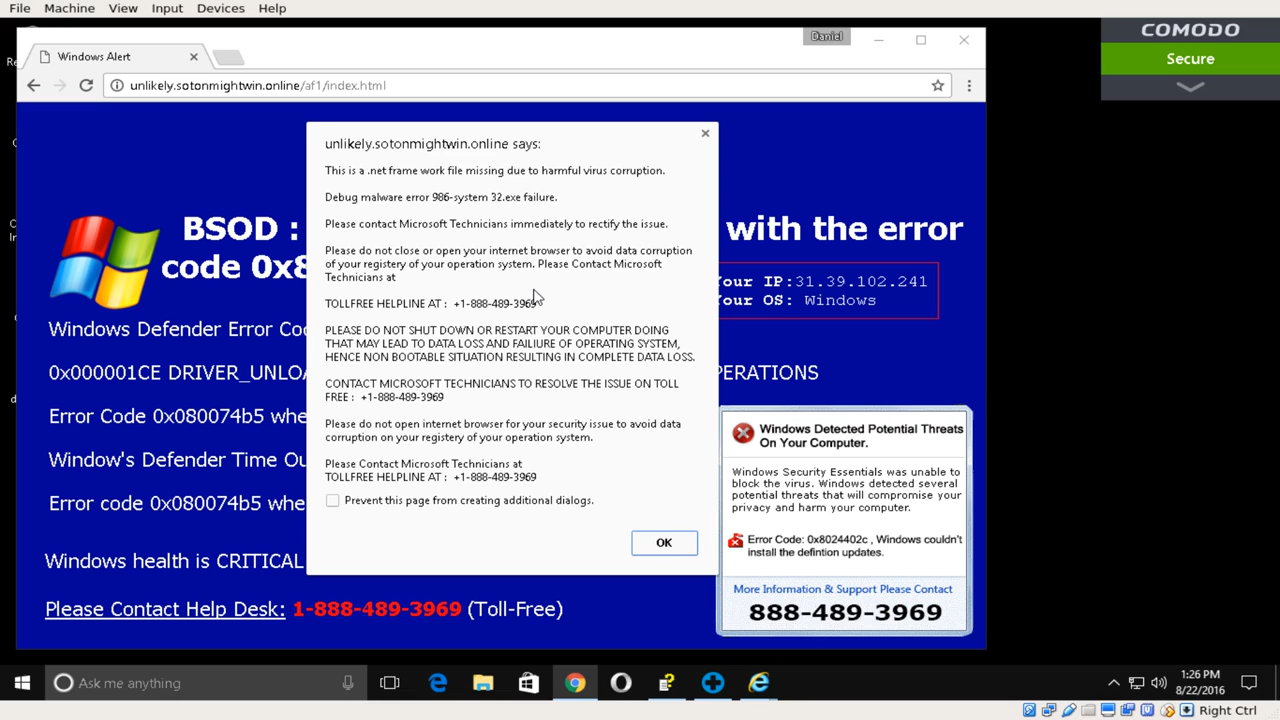 File Machine View Input Devices Help
COMODO
Secure
Daniel
Windows Alert
unlikely.sotonmightwin.online/af1/index.html
unlikely.sotonmightwin.online says:
This is a .net frame work file missing due to harmful virus corruption.
Debug malware error 986-system 32.exe failure.
Please contact Microsoft Technicians immediately to rectify the issue.
Please do not close or open your internet browser to avoid data corruption
of your registery of your operation system. Please Contact Microsoft
Technicians at
TOLLFREE HELPLINE AT : +1-888-489-3969
PLEASE DO NOT SHUT DOWN OR RESTART YOUR COMPUTER DOING
THAT MAY LEAD TO DATA LOSS AND FAILIURE OF OPERATING SYSTEM,
HENCE NON BOOTABLE SITUATION RESULTING IN COMPLETE DATA LOSS.
CONTACT MICROSOFT TECHNICIANS TO RESOLVE THE ISSUE ON TOLL
FREE : +1-888-489-3969
Please do not open internet browser for your security issue to avoid data
corruption on your registery of your operation system.
Please Contact Microsoft Technicians at
TOLLFREE HELPLINE AT : +1-888-489-3969
Prevent this page from creating additional dialogs.
OK
BSOD : with the error
code 0x8
Your IP:31.39.102.241
Your OS: Windows
Windows Defender Error Co
0x000001CE DRIVER_UNLOA PERATIONS
Error Code 0x080074b5 whe
Window's Defender Time Ou
Error code 0x080074b5 whe
Windows health is CRITICAL
Please Contact Help Desk: 1-888-489-3969 (Toll-Free)
Windows Detected Potential Threats
On Your Computer.
Windows Security Essentials was unable to
block the virus. Windows detected several
potential threats that will compromise your
privacy and harm your computer.
Error Code: 0x8024402c , Windows couldn't
install the defintion updates.
More Information & Support Please Contact
888-489-3969
Ask me anything
1:26 PM
8/22/2016
Right Ctrl